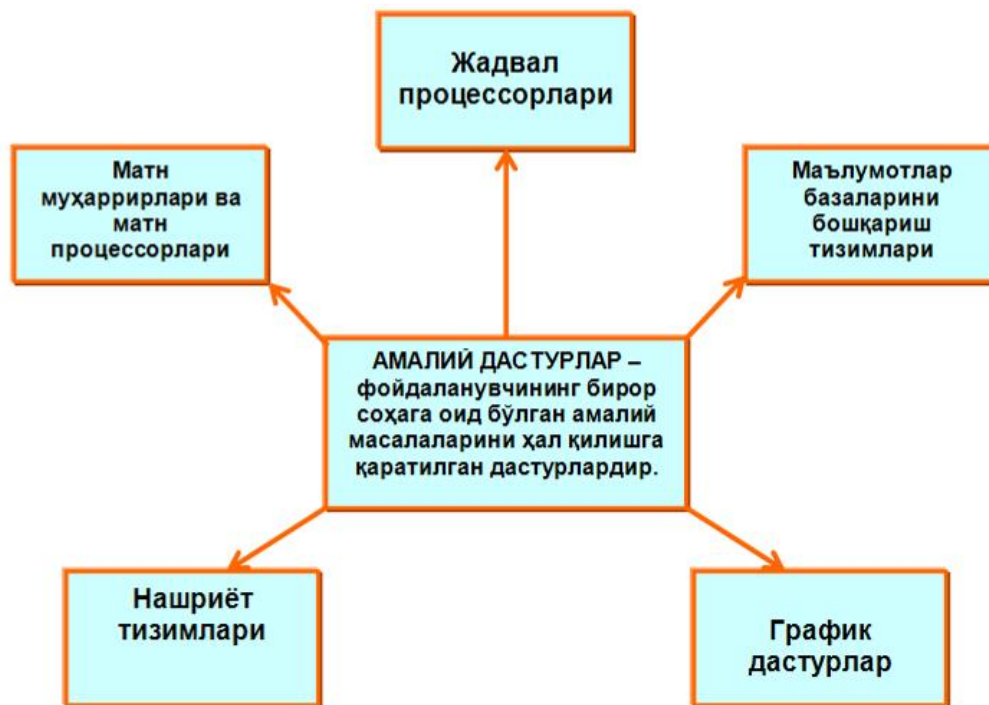 Жадвал
процессорлари
Матн
муҳаррирлари ва
матн
процессорлари
Маълумотлар
базаларини
бошқариш
тизимлари
АМАЛИЙ ДАСТУРЛАР –
фойдаланувчининг бирор
соҳага оид бўлган амалий
масалаларини ҳал қилишга
қаратилган дастурлардир.
Нашриёт
тизимлари
График
дастурлар